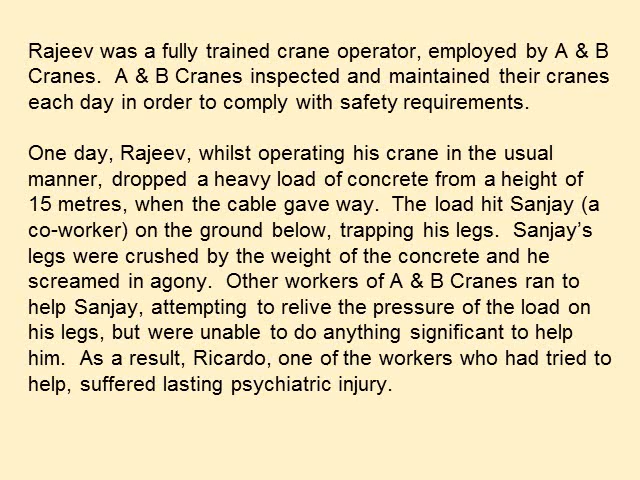 Rajeev was a fully trained crane operator, employed by A & B
Cranes. A & B Cranes inspected and maintained their cranes
each day in order to comply with safety requirements.
One day, Rajeev, whilst operating his crane in the usual
manner, dropped a heavy load of concrete from a height of
15 metres, when the cable gave way. The load hit Sanjay (a
co-worker) on the ground below, trapping his legs. Sanjay's
legs were crushed by the weight of the concrete and he
screamed in agony. Other workers of A & B Cranes ran to
help Sanjay, attempting to relive the pressure of the load on
his legs, but were unable to do anything significant to help
him. As a result, Ricardo, one of the workers who had tried to
help, suffered lasting psychiatric injury.